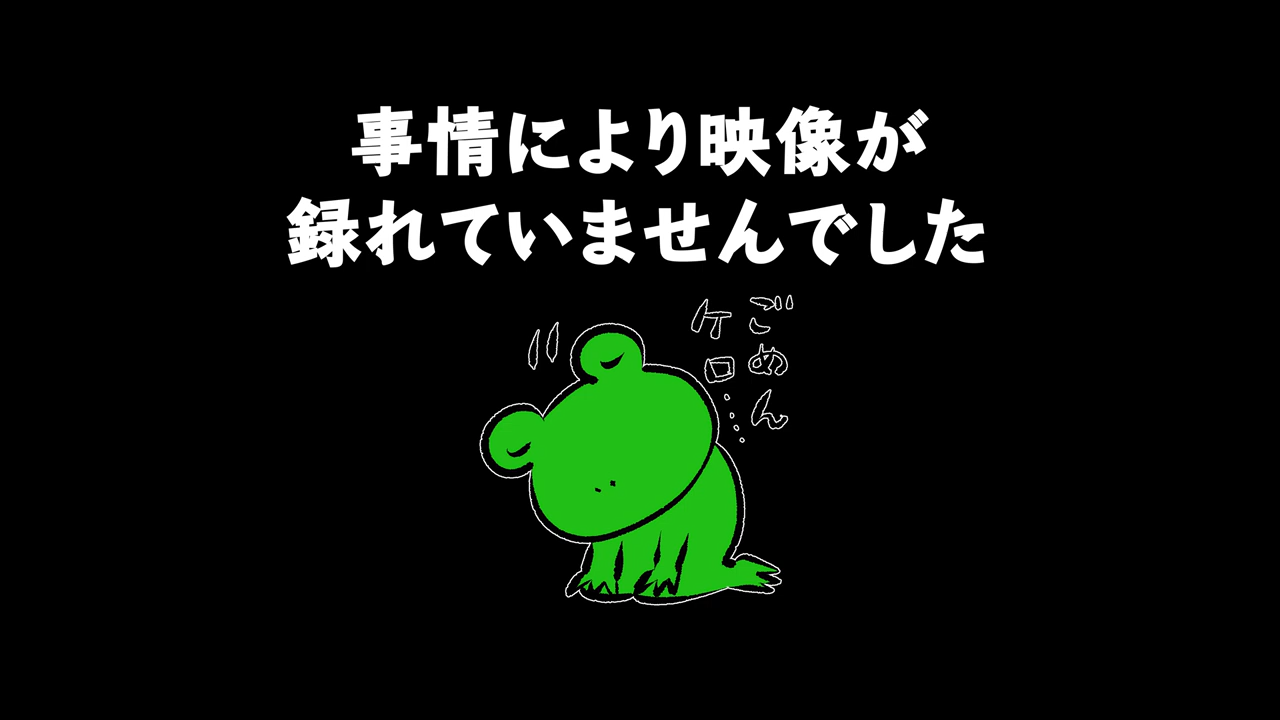 事情により映像が
録れていませんでした
ごめん
ケロ……